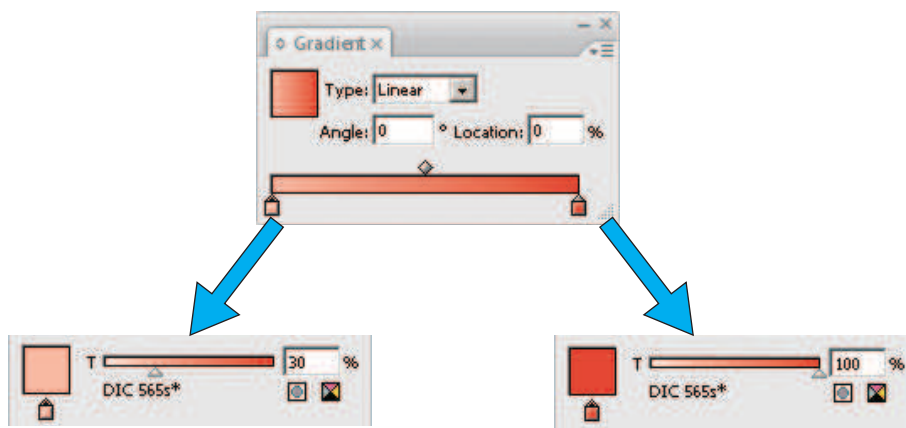 Gradient ×
Type: Linear
Angle: 0 ° Location: 0 %
T 30 %
DIC 565s*
T 100 %
DIC 565s*